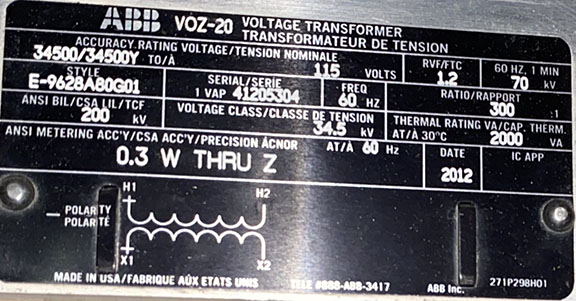 ABB VOZ-20 VOLTAGE TRANSFORMER
TRANSFORMATEUR DE TENSION
ACCURACY.RATING VOLTAGE/TENSION NOMINALE
34500/34500Y TO/À 115 VOLTS
RVF/FTC
1.2
60 HZ. 1 MIN
70 kV
STYLE
E-9628A80G01
SERIAL/SERIE
1 VAP 41205304
FREQ
60 HZ
RATIO/RAPPORT
300 :1
ANSI BIL/CSA LIL/TCF
200 kV
VOLTAGE CLASS/CLASSE DE TENSION
34.5 kV
THERMAL RATING VA/CAP. THERM.
AT/À 30°C 2000 VA
ANSI METERING ACC'Y/CSA ACC'Y/PRECISION ACNOR AT/À 60 Hz
0.3 W THRU Z
DATE
2012
IC APP
H1 H2
POLARITY
POLARITÉ
X1 X2
MADE IN USA/FABRIQUE AUX ETATS UNIS
ABB-3417
ABB Inc.
271P298H01